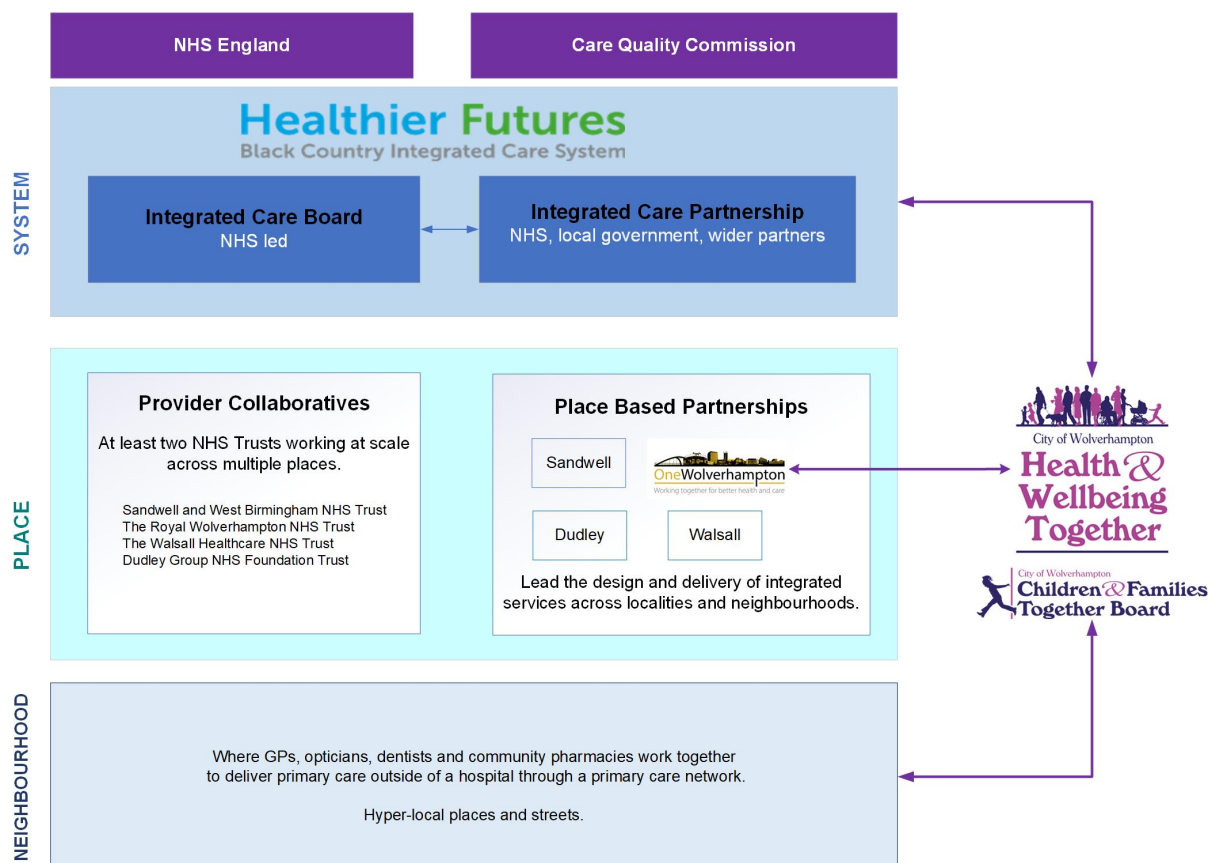 NHS England
Care Quality Commission
SYSTEM
Healthier Futures
Black Country Integrated Care System
Integrated Care Board
NHS led
Integrated Care Partnership
NHS, local government, wider partners
PLACE
Provider Collaboratives
At least two NHS Trusts working at scale
across multiple places.
Sandwell and West Birmingham NHS Trust
The Royal Wolverhampton NHS Trust
The Walsall Healthcare NHS Trust
Dudley Group NHS Foundation Trust
Place Based Partnerships
Sandwell
OneWolverhampton
Working together for better health and care
Dudley
Walsall
Lead the design and delivery of integrated
services across localities and neighbourhoods.
City of Wolverhampton
Health &
Wellbeing
Together
City of Wolverhampton
Children & Families
Together Board
NEIGHBOURHOOD
Where GPs, opticians, dentists and community pharmacies work together
to deliver primary care outside of a hospital through a primary care network.
Hyper-local places and streets.